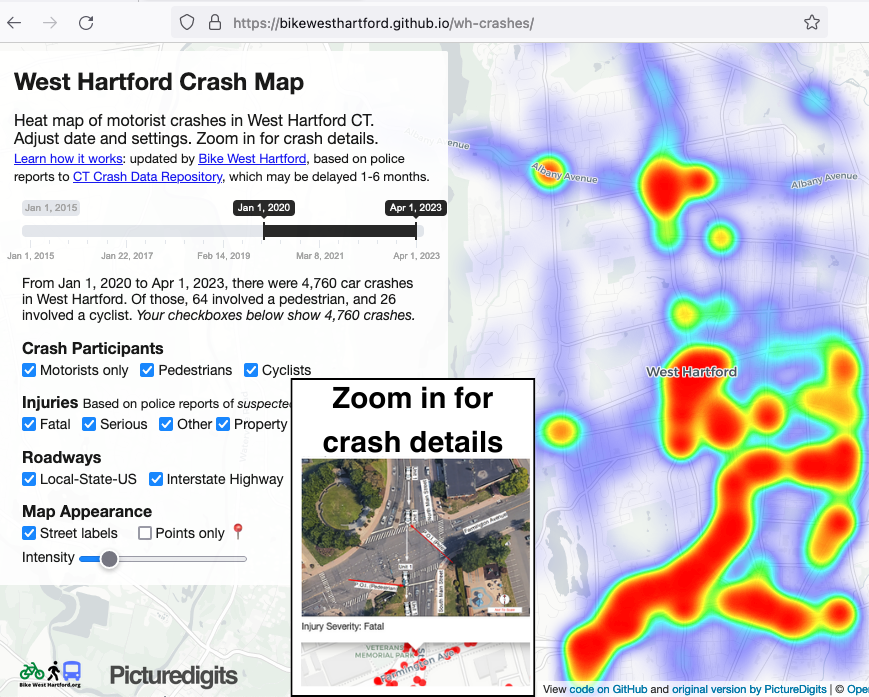 https://bikewesthartford.github.io/wh-crashes/
West Hartford Crash Map
Heat map of motorist crashes in West Hartford CT.
Adjust date and settings. Zoom in for crash details.
Learn how it works: updated by Bike West Hartford, based on police
reports to CT Crash Data Repository, which may be delayed 1-6 months.
Jan 1, 2015
Jan 1, 2020
Apr 1, 2023
Jan 1, 2015
Jan 22, 2017
Feb 14, 2019
Mar 8, 2021
Apr 1, 2023
From Jan 1, 2020 to Apr 1, 2023, there were 4,760 car crashes
in West Hartford. Of those, 64 involved a pedestrian, and 26
involved a cyclist. Your checkboxes below show 4,760 crashes.
Crash Participants
Motorists only Pedestrians Cyclists
Injuries Based on police reports of suspected
Fatal Serious Other Property
Roadways
Local-State-US Interstate Highway
Map Appearance
Street labels Points only
Intensity
Bike West Hartford.org
Picturedigits
Zoom in for
crash details
Farmington Avenue
South Main Street
Unit 1
Injury Severity: Fatal
VETERANS
MEMORIAL PARK
Farmington Ave
Avenue
Albany Avenue
Albany Avenue
West Hartford
View code on GitHub and original version by PictureDigits | © Ope